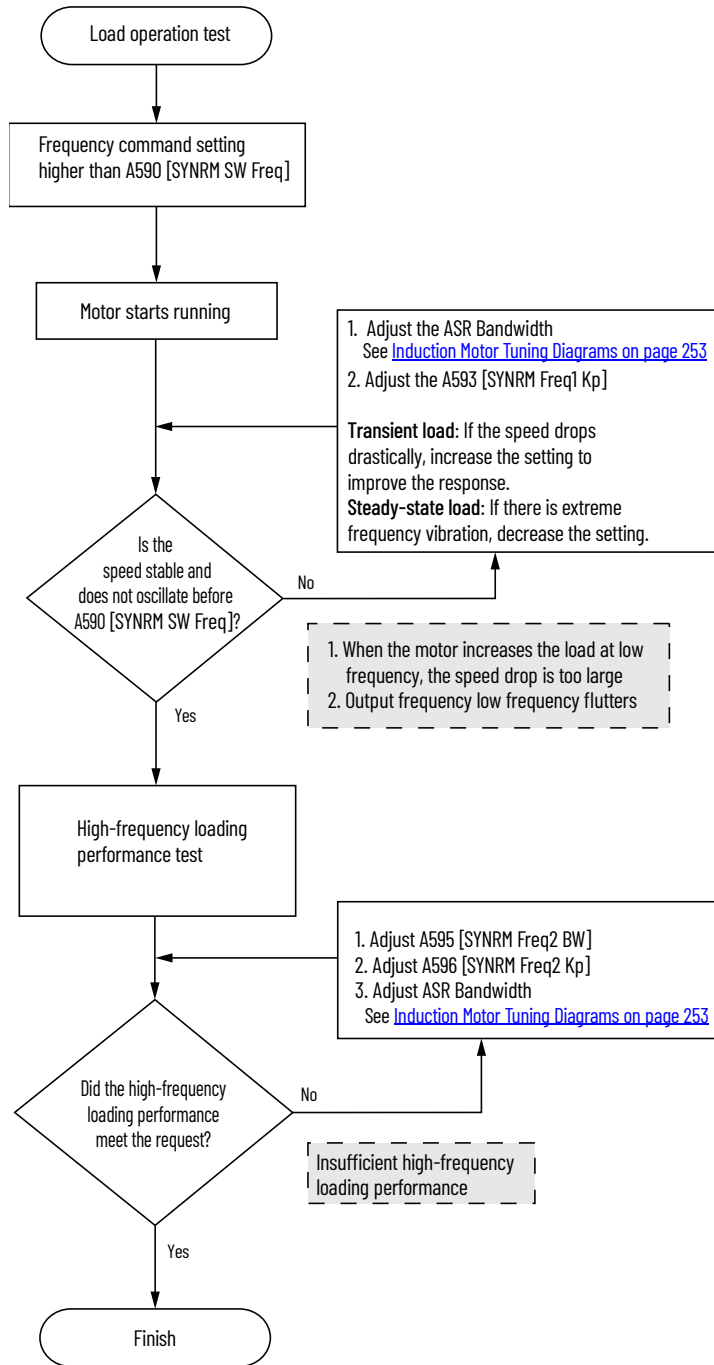 Load operation test
Frequency command setting
higher than A590 [SYNRM SW Freq]
Motor starts running
1. Adjust the ASR Bandwidth
See Induction Motor Tuning Diagrams on page 253
2. Adjust the A593 [SYNRM Freq1 Kp]
Transient load: If the speed drops
drastically, increase the setting to
improve the response.
Steady-state load: If there is extreme
frequency vibration, decrease the setting.
Is the
speed stable and
does not oscillate before
A590 [SYNRM SW Freq]?
No
1. When the motor increases the load at low
frequency, the speed drop is too large
2. Output frequency low frequency flutters
Yes
High-frequency loading
performance test
1. Adjust A595 [SYNRM Freq2 BW]
2. Adjust A596 [SYNRM Freq2 Kp]
3. Adjust ASR Bandwidth
See Induction Motor Tuning Diagrams on page 253
Did the high-frequency
loading performance
meet the request?
No
Insufficient high-frequency
loading performance
Yes
Finish